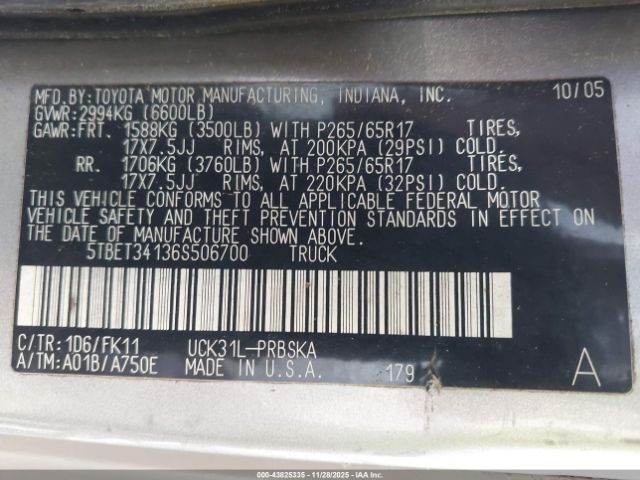 MFD.BY:TOYOTA MOTOR MANUFACTURING, INDIANA, INC. 10/05
GVWR:2994KG (6600LB)
GAWR:FRT. 1588KG (3500LB) WITH P265/65R17 TIRES,
17X7.5JJ RIMS, AT 200KPA (29PSI) COLD.
RR. 1706KG (3760LB) WITH P265/65R17 TIRES,
17X7.5JJ RIMS, AT 220KPA (32PSI) COLD.
THIS VEHICLE CONFORMS TO ALL APPLICABLE FEDERAL MOTOR
VEHICLE SAFETY AND THEFT PREVENTION STANDARDS IN EFFECT ON
THE DATE OF MANUFACTURE SHOWN ABOVE.
5TBET34136S506700 TRUCK
C/TR:1D6/FK11 UCK31L-PRBSKA
A/TM:A01B/A750E MADE IN U.S.A. 179 A
000-43825335 - 11/28/2025 - IAA Inc. Copyright